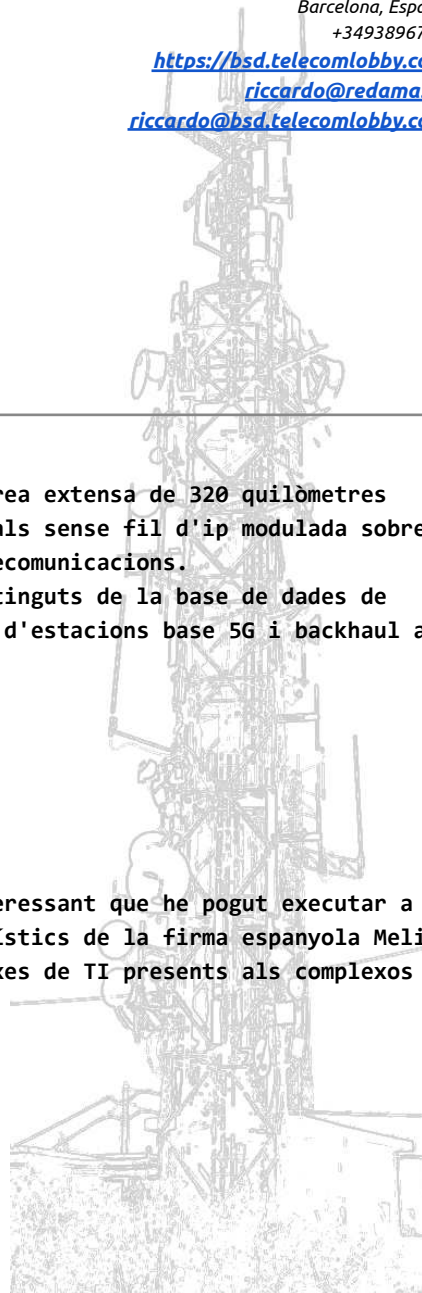 Barcelona, Espa
+34938967
https://bsd.telecomlobby.co
riccardo@redama
riccardo@bsd.telecomlobby.co
rea extensa de 320 quilòmetres
als sense fil d'ip modulada sobre
ecomunicacions.
tinguts de la base de dades de
d'estacions base 5G i backhaul a
eressant que he pogut executar a
ístics de la firma espanyola Meli
xes de TI presents als complexos